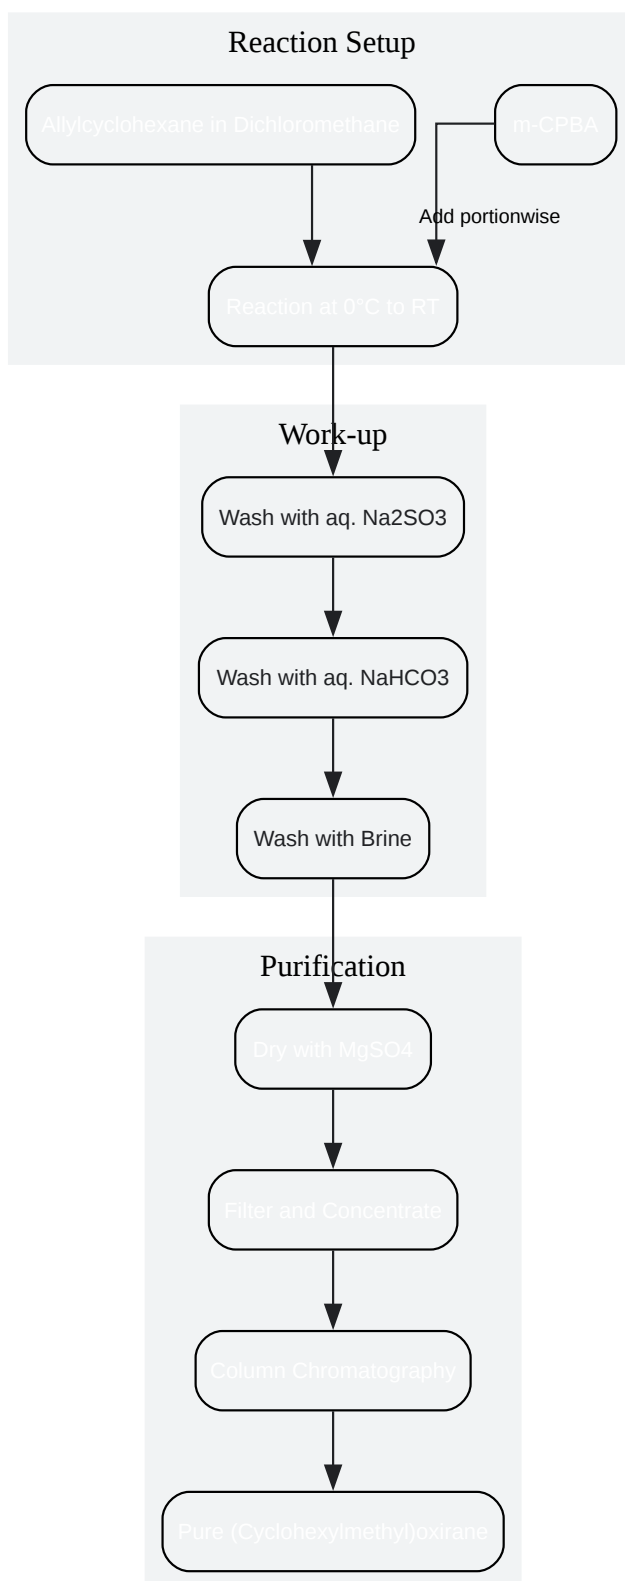 Reaction Setup
Allylcyclohexane in Dichloromethane
m-CPBA
Add portionwise
Reaction at 0°C to RT
Work-up
Wash with aq. Na2SO3
Wash with aq. NaHCO3
Wash with Brine
Purification
Dry with MgSO4
Filter and Concentrate
Column Chromatography
Pure (Cyclohexylmethyl)oxirane